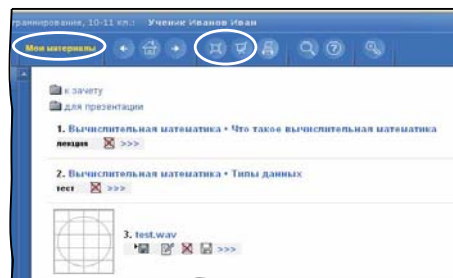 граммирование, 10-11 кл.: Ученик Иванов Иван
Мои материалы
к зачету
для презентации
1. Вычислительная математика • Что такое вычислительная математика
лекция >>>
2. Вычислительная математика • Типы данных
тест >>>
3. test.wav
>>>